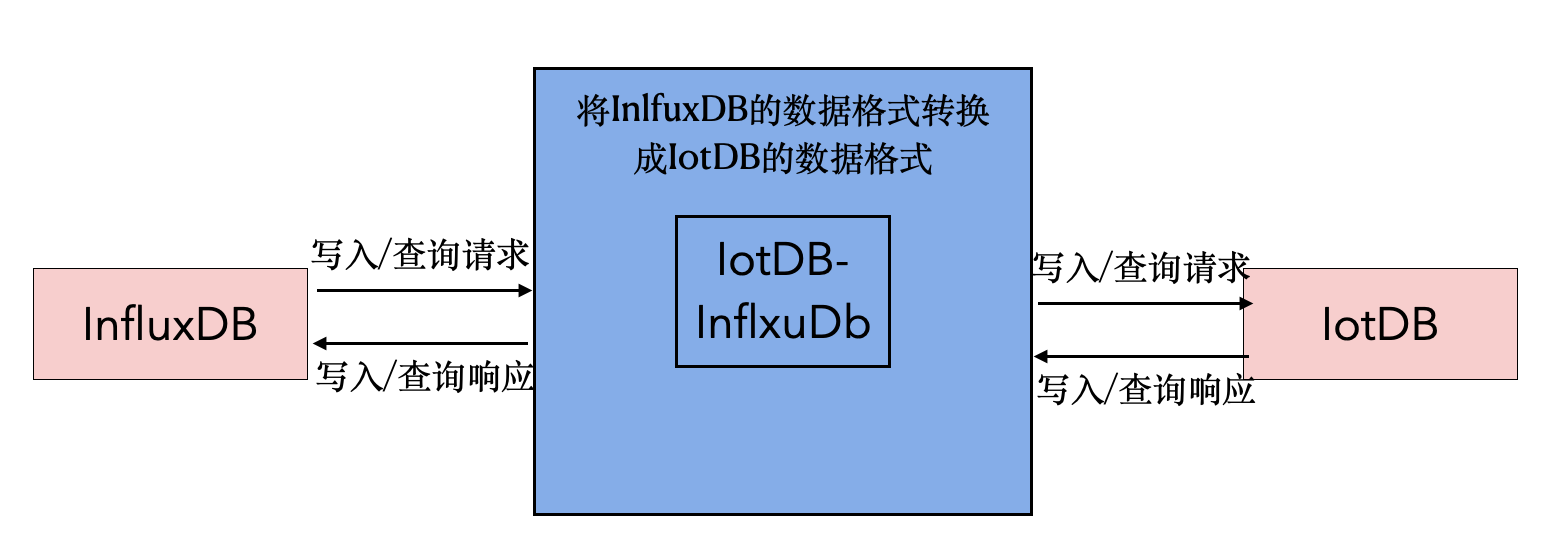 将InlfuxDB的数据格式转换
成IotDB的数据格式
写入/查询请求
InfluxDB
写入/查询响应
IotDB-
InflxuDb
写入/查询请求
IotDB
写入/查询响应